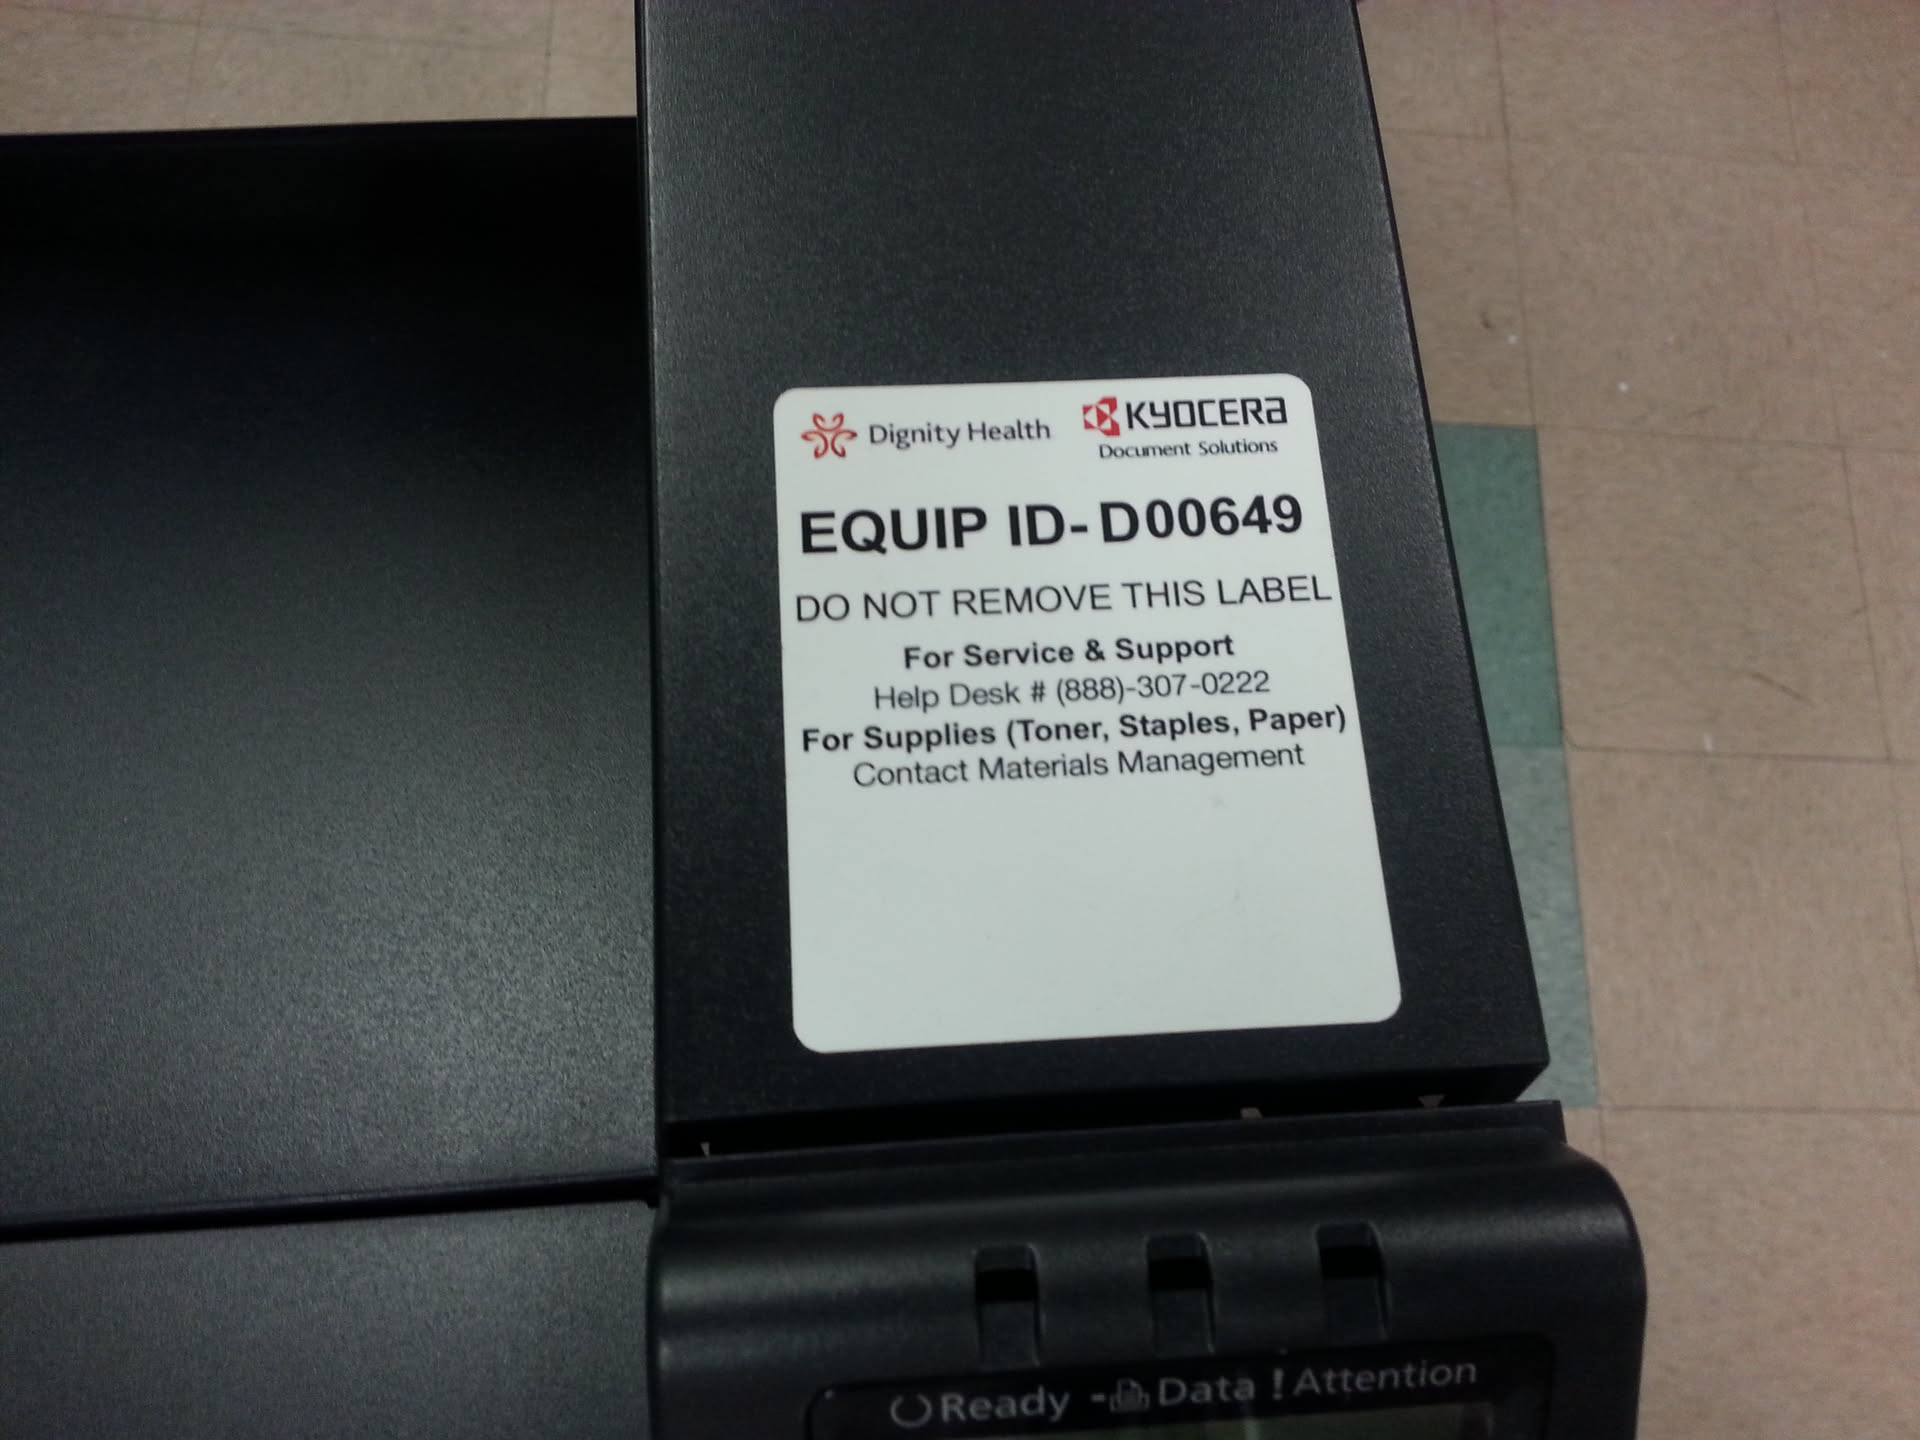 Dignity Health KYOCERA
Document Solutions
EQUIP ID- D00649
DO NOT REMOVE THIS LABEL
For Service & Support
Help Desk # (888)-307-0222
For Supplies (Toner, Staples, Paper)
Contact Materials Management
Ready Data ! Attention